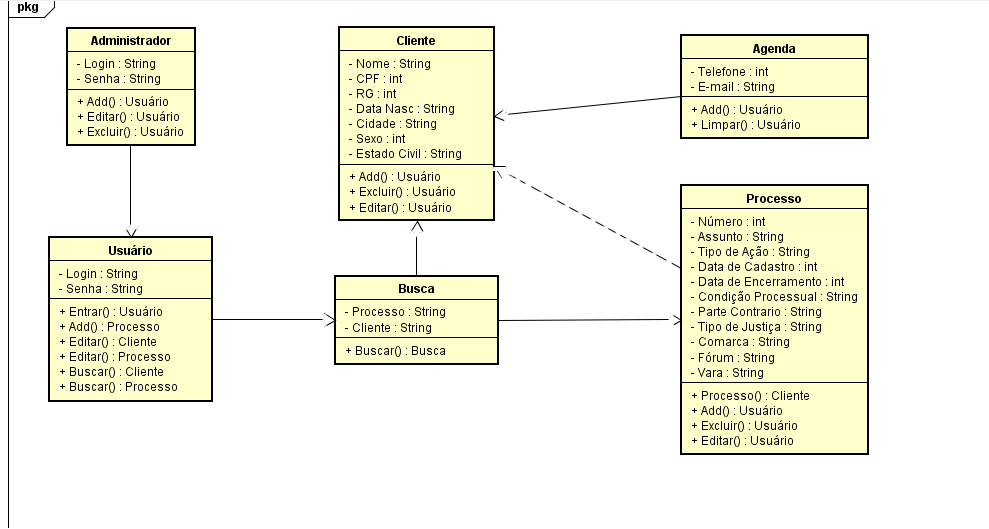 pkg
Administrador
- Login : String
- Senha : String
+ Add() : Usuário
+ Editar() : Usuário
+ Excluir() : Usuário
Cliente
- Nome : String
- CPF : int
- RG : int
- Data Nasc : String
- Cidade : String
- Sexo : int
- Estado Civil : String
+ Add() : Usuário
+ Excluir() : Usuário
+ Editar() : Usuário
Agenda
- Telefone : int
- E-mail : String
+ Add() : Usuário
+ Limpar() : Usuário
Usuário
- Login : String
- Senha : String
+ Entrar() : Usuário
+ Add() : Processo
+ Editar() : Cliente
+ Editar() : Processo
+ Buscar() : Cliente
+ Buscar() : Processo
Busca
- Processo : String
- Cliente : String
+ Buscar() : Busca
Processo
- Número : int
- Assunto : String
- Tipo de Ação : String
- Data de Cadastro : int
- Data de Encerramento : int
- Condição Processual : String
- Parte Contrario : String
- Tipo de Justiça : String
- Comarca : String
- Fórum : String
- Vara : String
+ Processo() : Cliente
+ Add() : Usuário
+ Excluir() : Usuário
+ Editar() : Usuário